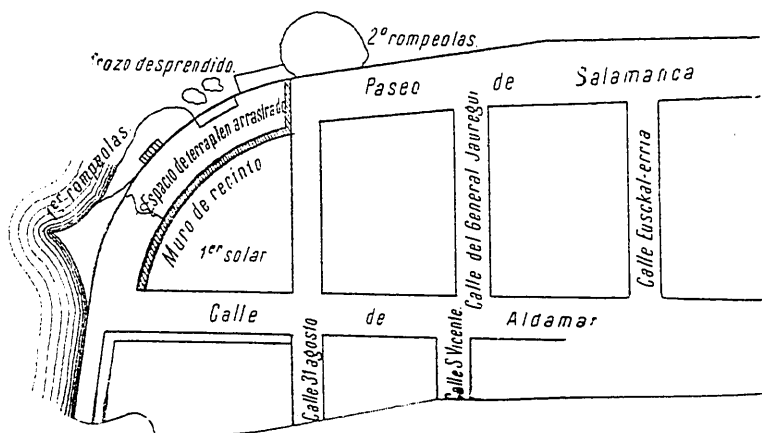 2º rompeolas.
trozo desprendido.
Paseo de Salamanca
1er rompeolas.
Espacio de terraplen arrastrado
Muro de recinto
1er solar
Calle del General Jauregui
Calle Eusckal-erria
Calle de Aldamar
Calle 31 agosto
Calle S Vicente.